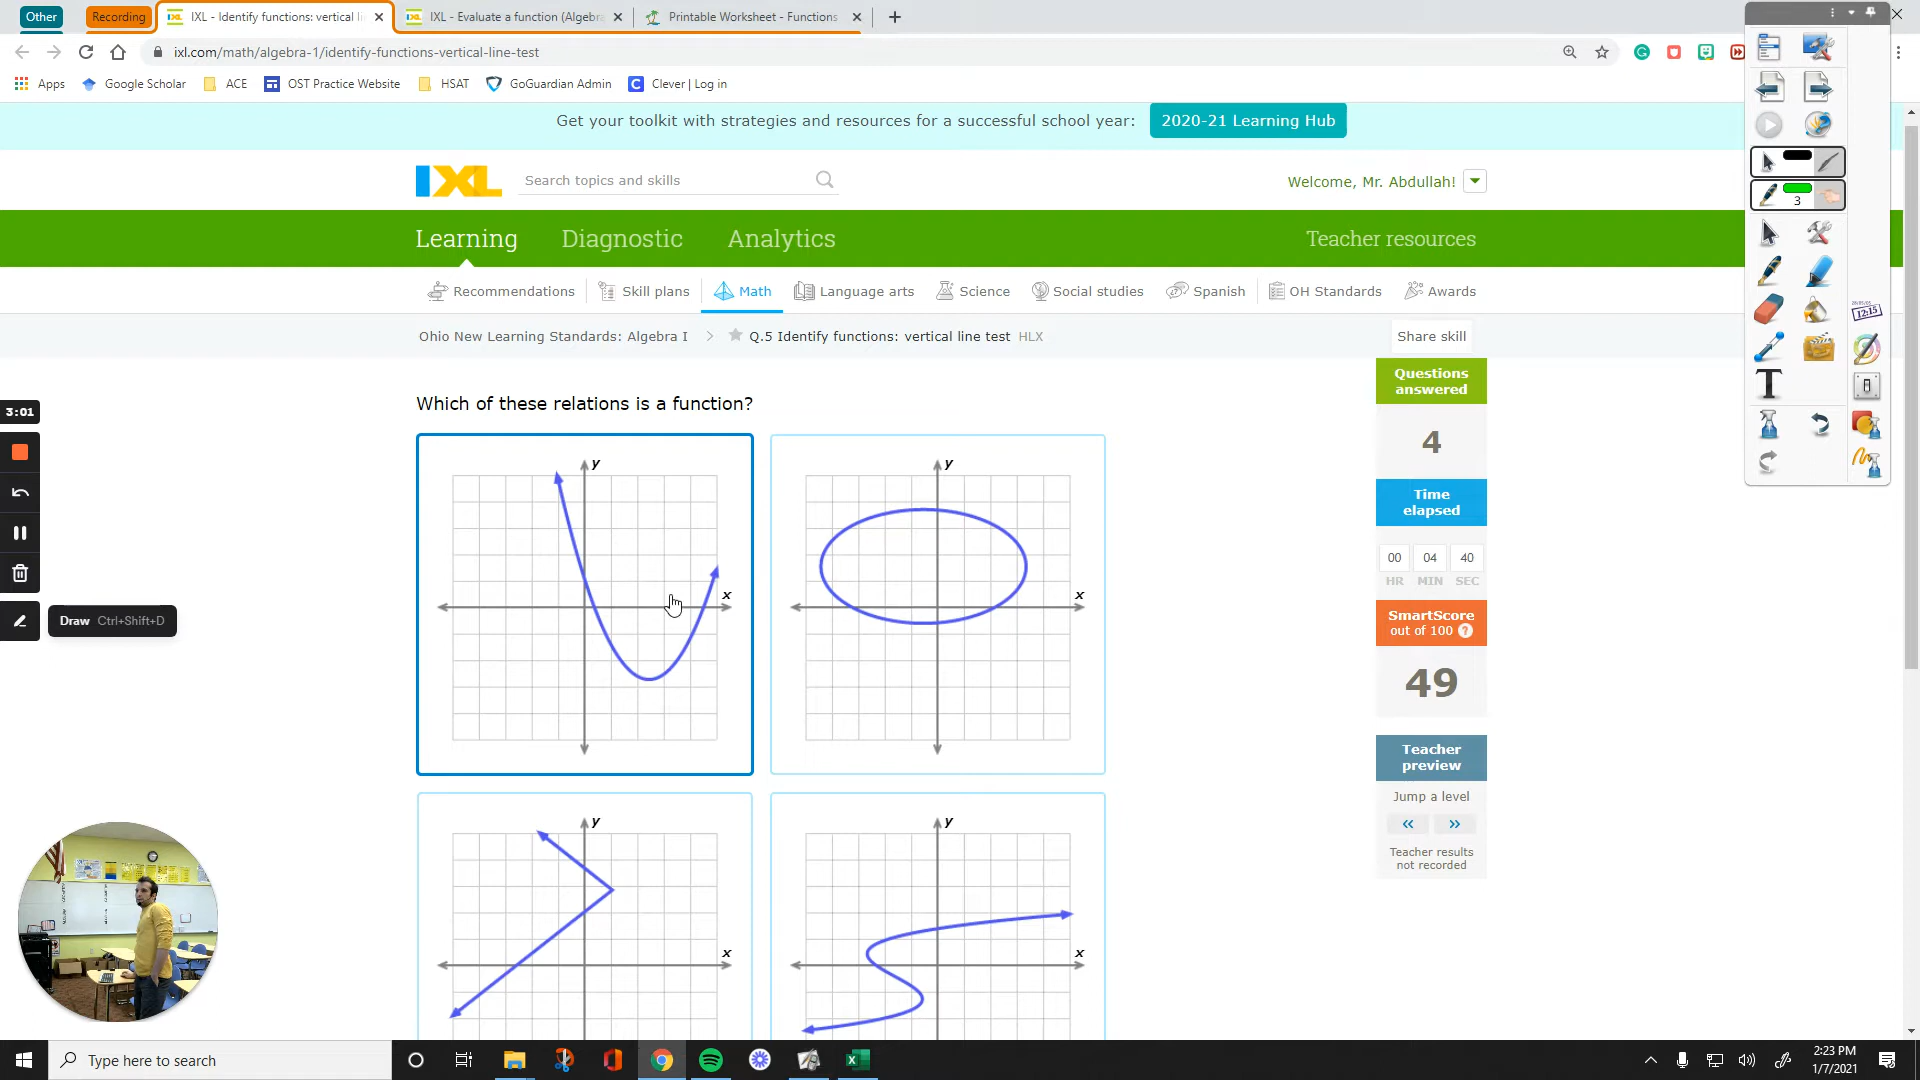 Other
Recording
IXL - Identify functions: vertical li
IXL - Evaluate a function (Algebra
Printable Worksheet - Functions
ixl.com/math/algebra-1/identify-functions-vertical-line-test
Apps
Google Scholar
ACE
OST Practice Website
HSAT
GoGuardian Admin
Clever | Log in
Get your toolkit with strategies and resources for a successful school year:
2020-21 Learning Hub
IXL
Search topics and skills
Welcome, Mr. Abdullah!
Learning
Diagnostic
Analytics
Teacher resources
Recommendations
Skill plans
Math
Language arts
Science
Social studies
Spanish
OH Standards
Awards
Ohio New Learning Standards: Algebra I
Q.5 Identify functions: vertical line test HLX
Share skill
Which of these relations is a function?
y
x
y
x
y
x
y
x
Questions
answered
4
Time
elapsed
00 04 40
HR MIN SEC
SmartScore
out of 100 ?
49
Teacher
preview
Jump a level
« »
Teacher results
not recorded
3:01
Draw Ctrl+Shift+D
3
12:15
T
Type here to search
2:23 PM
1/7/2021